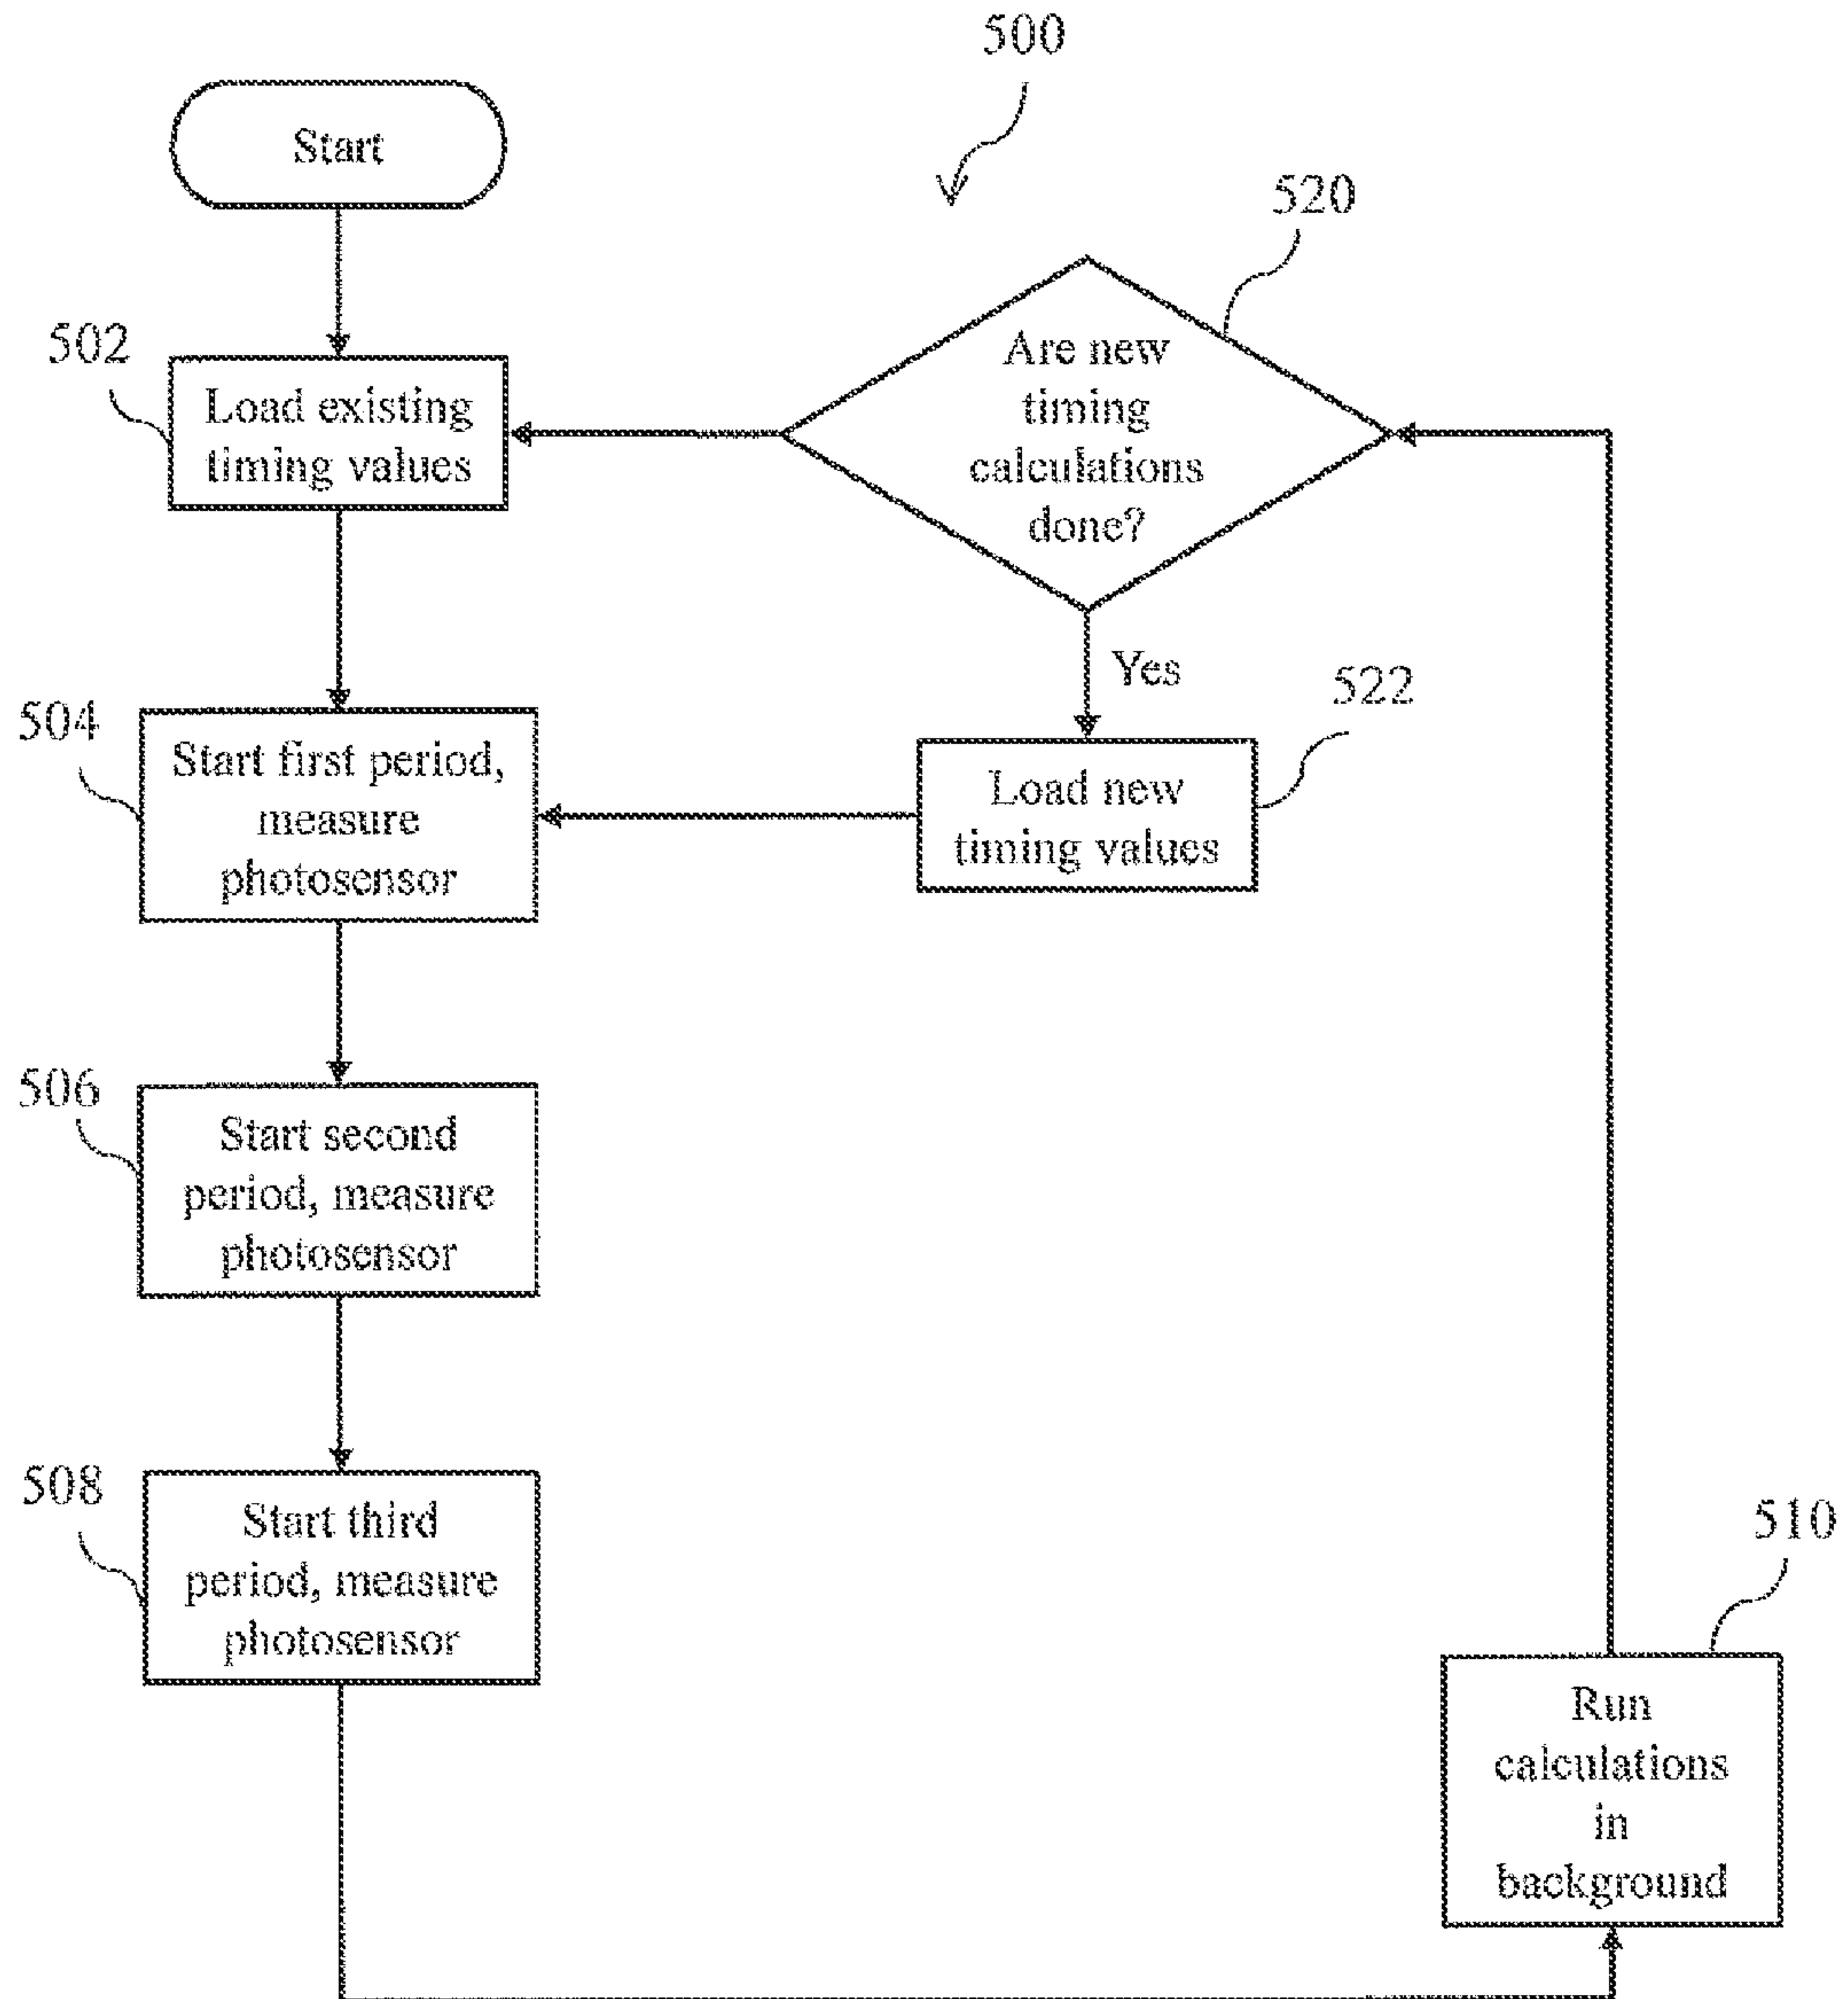 500
Start
520
502
Load existing
timing values
Are new
timing
calculations
done?
Yes
522
504
Start first period,
measure
photosensor
Load new
timing values
506
Start second
period, measure
photosensor
508
Start third
period, measure
photosensor
510
Run
calculations
in
background